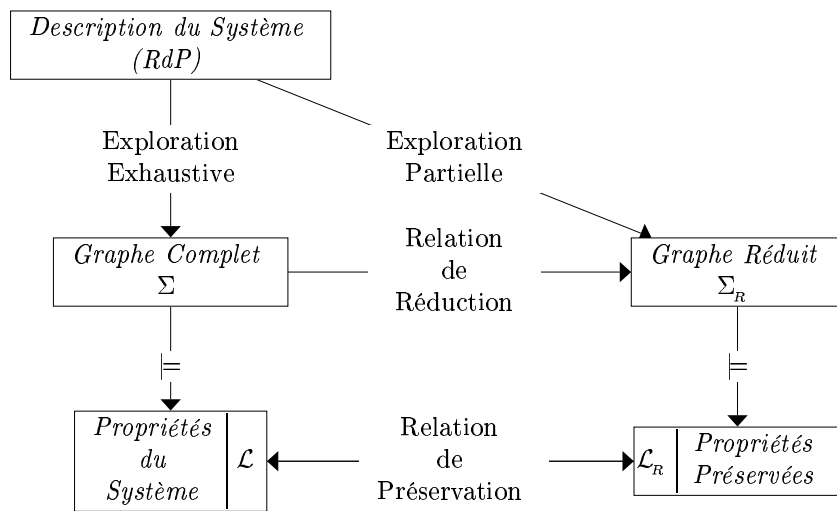 Description du Système
(RdP)
Exploration
Exhaustive
Exploration
Partielle
Graphe Complet
Σ
Relation
de
Réduction
Graphe Réduit
Σ_R
⊨
⊨
Propriétés
du
Système
ℒ
Relation
de
Préservation
ℒ_R
Propriétés
Préservées